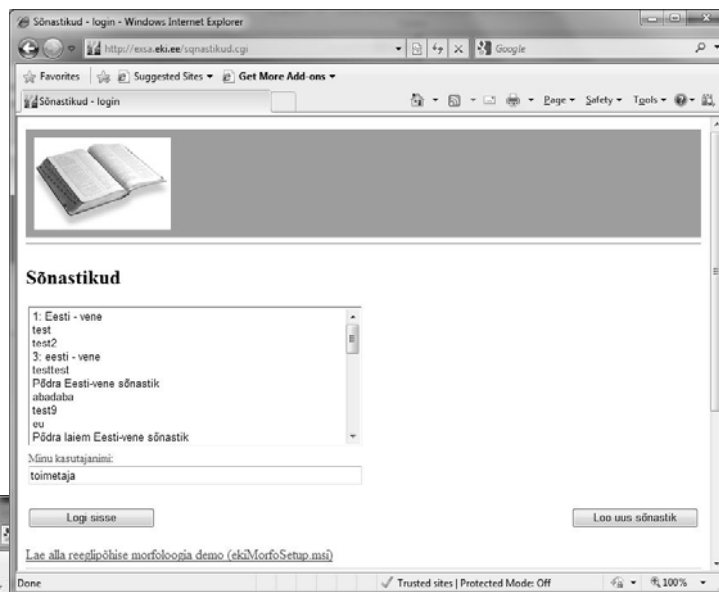 Sõnastikud - login - Windows Internet Explorer
http://exsa.eki.ee/sqnastikud.cgi
Google
Favorites Suggested Sites Get More Add-ons
Sõnastikud - login
Page Safety Tools
Sõnastikud
1: Eesti - vene
test
test2
3: eesti - vene
testtest
Põdra Eesti-vene sõnastik
abadaba
test9
eu
Põdra laiem Eesti-vene sõnastik
Minu kasutajanimi:
toimetaja
Logi sisse Loo uus sõnastik
Lae alla reeglipõhise morfoloogia demo (ekiMorfoSetup.msi)
Done Trusted sites | Protected Mode: Off 100%